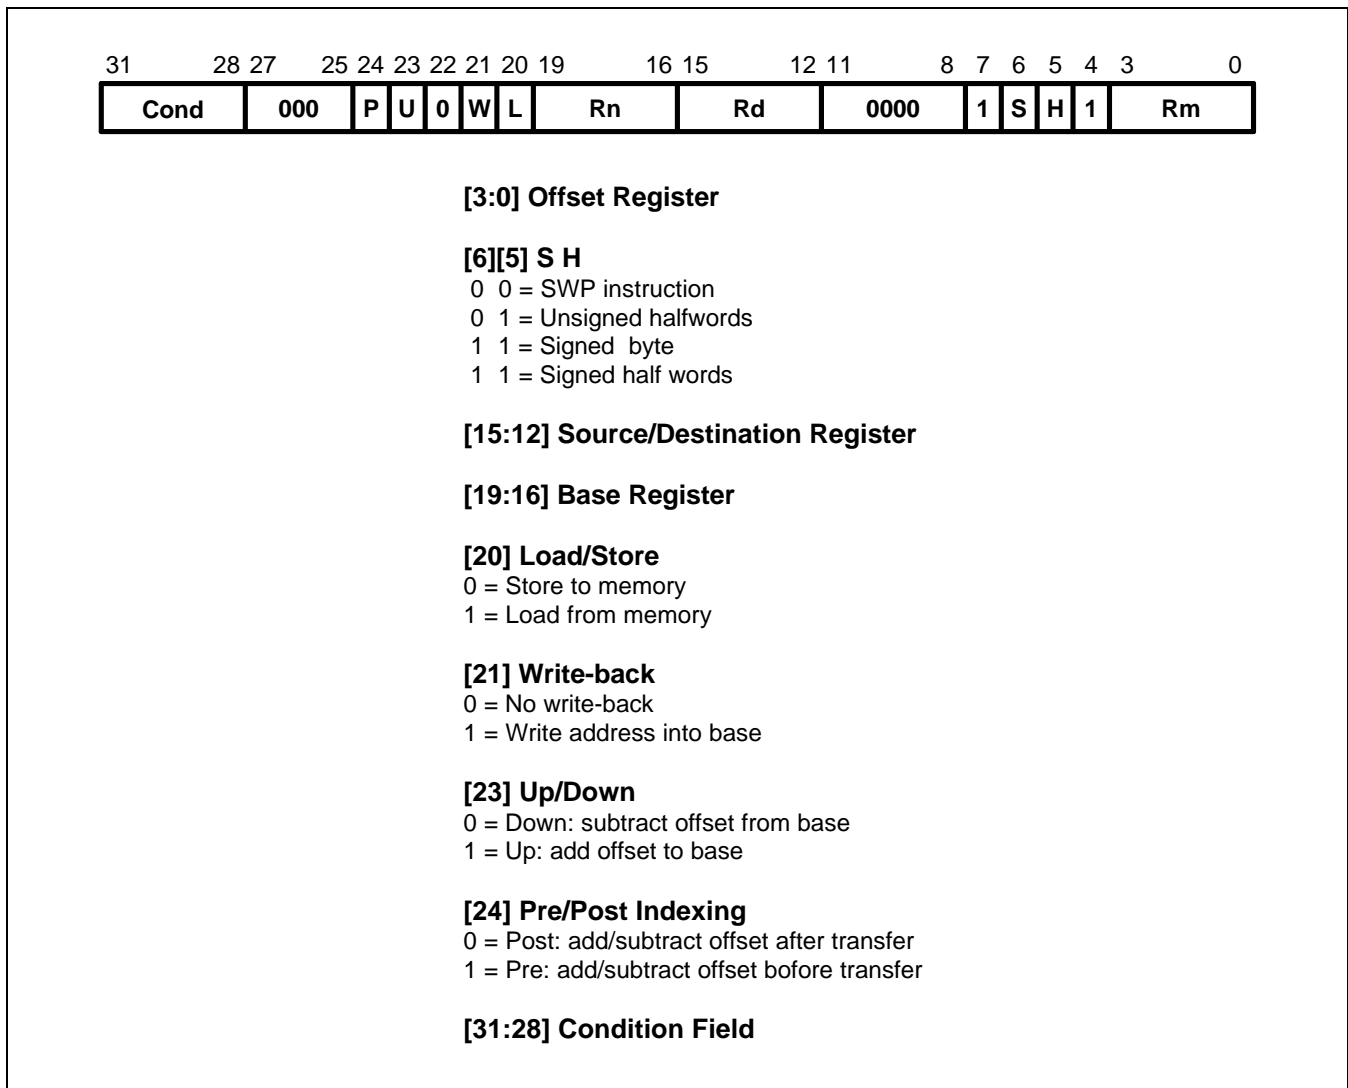 31 28 27 25 24 23 22 21 20 19 16 15 12 11 8 7 6 5 4 3 0
Cond 000 P U 0 W L Rn Rd 0000 1 S H 1 Rm
[3:0] Offset Register
[6][5] S H
0 0 = SWP instruction
0 1 = Unsigned halfwords
1 1 = Signed byte
1 1 = Signed half words
[15:12] Source/Destination Register
[19:16] Base Register
[20] Load/Store
0 = Store to memory
1 = Load from memory
[21] Write-back
0 = No write-back
1 = Write address into base
[23] Up/Down
0 = Down: subtract offset from base
1 = Up: add offset to base
[24] Pre/Post Indexing
0 = Post: add/subtract offset after transfer
1 = Pre: add/subtract offset bofore transfer
[31:28] Condition Field